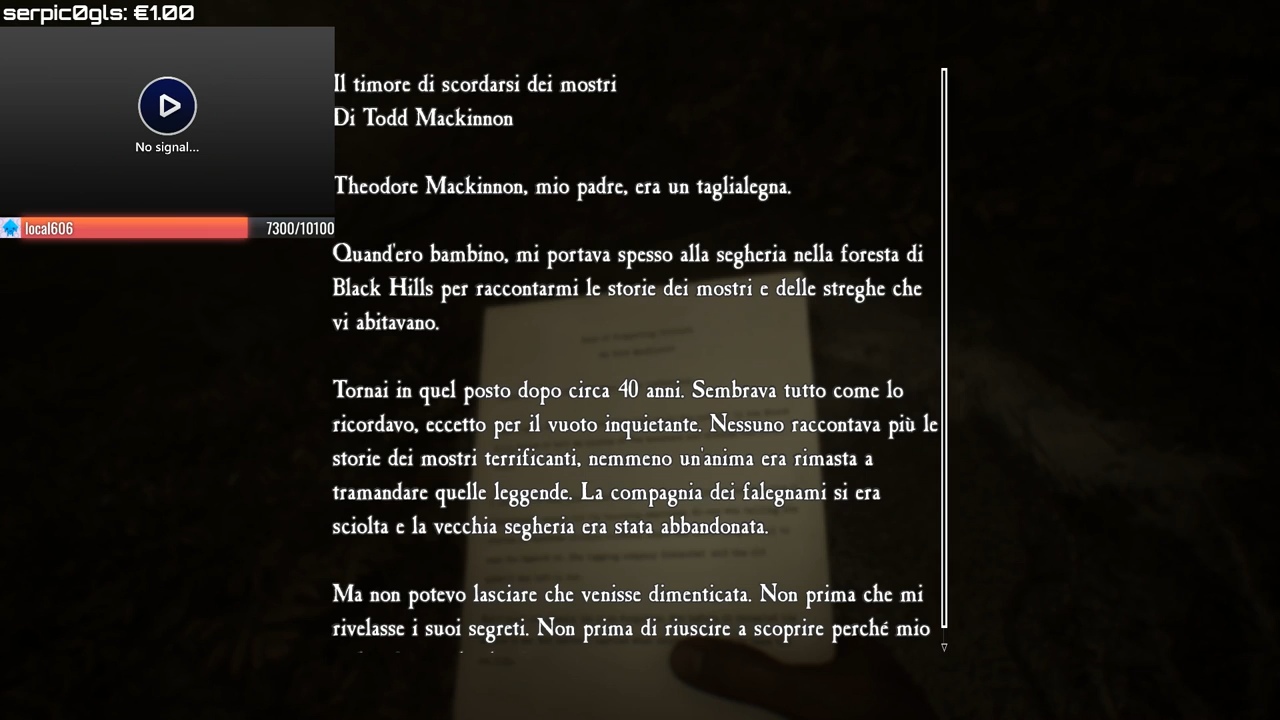 serpic0gls: €1.00
No signal...
local606
7300/10100
Il timore di scordarsi dei mostri
Di Todd Mackinnon
Theodore Mackinnon, mio padre, era un taglialegna.
Quand'ero bambino, mi portava spesso alla segheria nella foresta di
Black Hills per raccontarmi le storie dei mostri e delle streghe che
vi abitavano.
Tornai in quel posto dopo circa 40 anni. Sembrava tutto come lo
ricordavo, eccetto per il vuoto inquietante. Nessuno raccontava più le
storie dei mostri terrificanti, nemmeno un'anima era rimasta a
tramandare quelle leggende. La compagnia dei falegnami si era
sciolta e la vecchia segheria era stata abbandonata.
Ma non potevo lasciare che venisse dimenticata. Non prima che mi
rivelasse i suoi segreti. Non prima di riuscire a scoprire perché mio